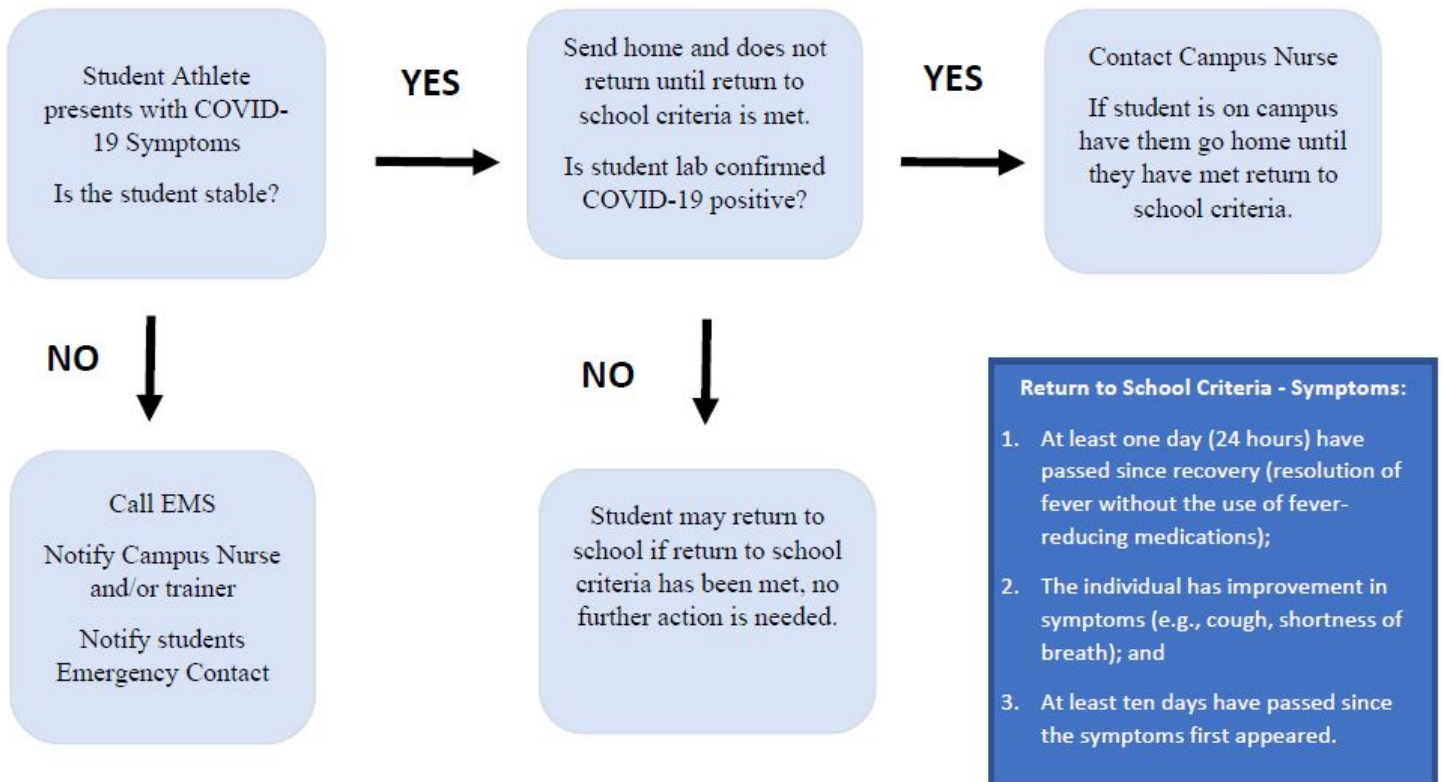 Student Athlete
presents with COVID-
19 Symptoms
Is the student stable?
YES
Send home and does not
return until return to
school criteria is met.
Is student lab confirmed
COVID-19 positive?
YES
Contact Campus Nurse
If student is on campus
have them go home until
they have met return to
school criteria.
NO
Call EMS
Notify Campus Nurse
and/or trainer
Notify students
Emergency Contact
NO
Student may return to
school if return to school
criteria has been met, no
further action is needed.
Return to School Criteria - Symptoms:
1. At least one day (24 hours) have
passed since recovery (resolution of
fever without the use of fever-
reducing medications);
2. The individual has improvement in
symptoms (e.g., cough, shortness of
breath); and
3. At least ten days have passed since
the symptoms first appeared.